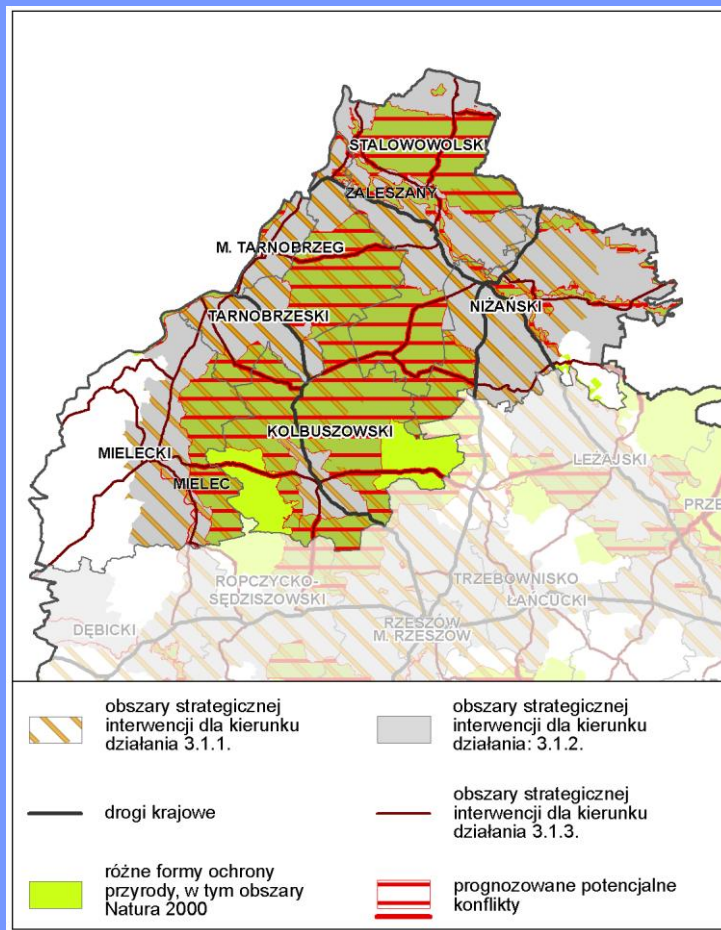 STALOWOWOLSKI
ZALESZANY
M. TARNOBRZEG
TARNOBRZESKI
NIŻAŃSKI
KOLBUSZOWSKI
MIELECKI
MIELEC
LEŻAJSKI
PRZE
ROPCZYCKO-
SĘDZISZOWSKI
TRZEBOWNISKO
ŁAŃCUCKI
DĘBICKI
RZESZÓW
M. RZESZÓW
obszary strategicznej
interwencji dla kierunku
działania 3.1.1.
obszary strategicznej
interwencji dla kierunku
działania: 3.1.2.
drogi krajowe
obszary strategicznej
interwencji dla kierunku
działania 3.1.3.
różne formy ochrony
przyrody, w tym obszary
Natura 2000
prognozowane potencjalne
konflikty